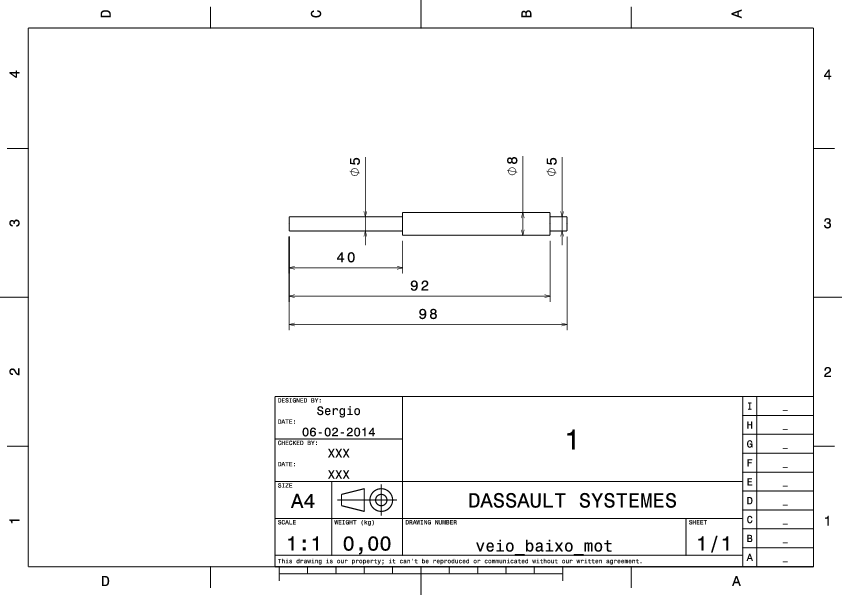 D C B A
4 4
⌀5 ⌀8 ⌀5
3 3
40
92
98
2 2
DESIGNED BY:
Sergio
DATE:
06-02-2014
CHECKED BY:
XXX
DATE:
XXX
1
I _
H _
G _
F _
E _
D _
C _
B _
A _
SIZE
A4
DASSAULT SYSTEMES
1 1
SCALE
1:1
WEIGHT (kg)
0,00
DRAWING NUMBER
veio_baixo_mot
SHEET
1/1
This drawing is our property; it can't be reproduced or communicated without our written agreement.
D A